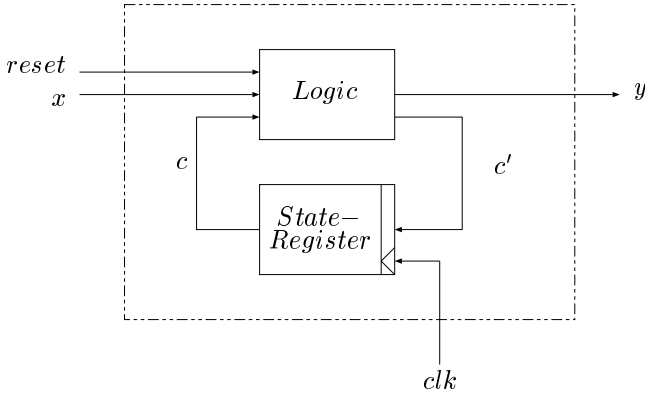 reset
Logic
x
y
c
c′
State–
Register
clk